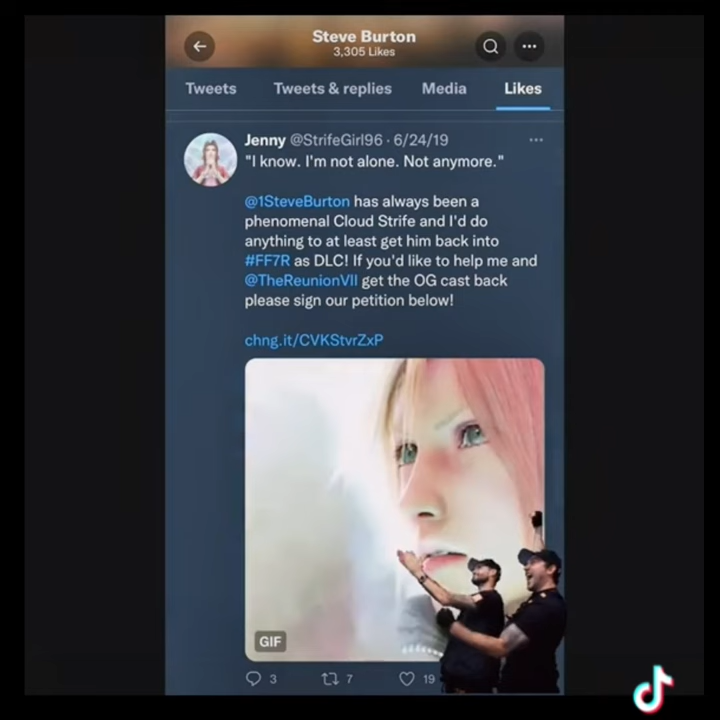 Steve Burton
3,305 Likes
Tweets Tweets & replies Media Likes
Jenny @StrifeGirl96 · 6/24/19
"I know. I'm not alone. Not anymore."
@1SteveBurton has always been a
phenomenal Cloud Strife and I'd do
anything to at least get him back into
#FF7R as DLC! If you'd like to help me and
@TheReunionVII get the OG cast back
please sign our petition below!
chng.it/CVKStvrZxP
GIF
3 7 19